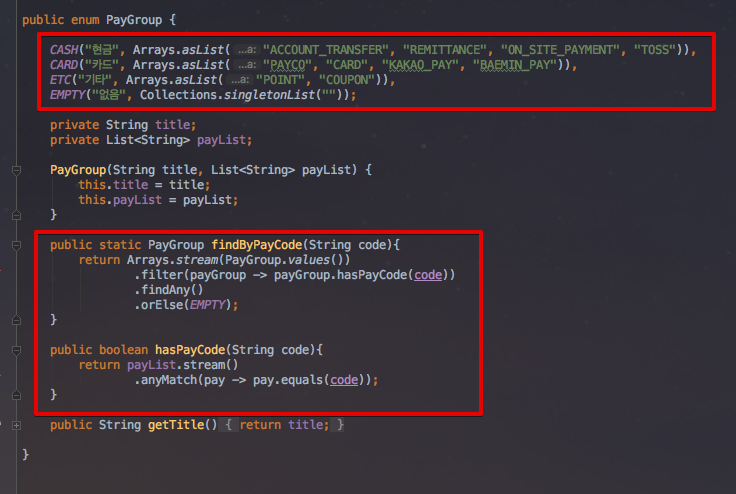 public enum PayGroup {
CASH("현금", Arrays.asList( ...a: "ACCOUNT_TRANSFER", "REMITTANCE", "ON_SITE_PAYMENT", "TOSS")),
CARD("카드", Arrays.asList( ...a: "PAYCO", "CARD", "KAKAO_PAY", "BAEMIN_PAY")),
ETC("기타", Arrays.asList( ...a: "POINT", "COUPON")),
EMPTY("없음", Collections.singletonList(""));
private String title;
private List<String> payList;
PayGroup(String title, List<String> payList) {
this.title = title;
this.payList = payList;
}
public static PayGroup findByPayCode(String code){
return Arrays.stream(PayGroup.values())
.filter(payGroup -> payGroup.hasPayCode(code))
.findAny()
.orElse(EMPTY);
}
public boolean hasPayCode(String code){
return payList.stream()
.anyMatch(pay -> pay.equals(code));
}
public String getTitle() { return title; }
}